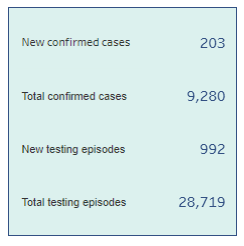 New confirmed cases 203
Total confirmed cases 9,280
New testing episodes 992
Total testing episodes 28,719